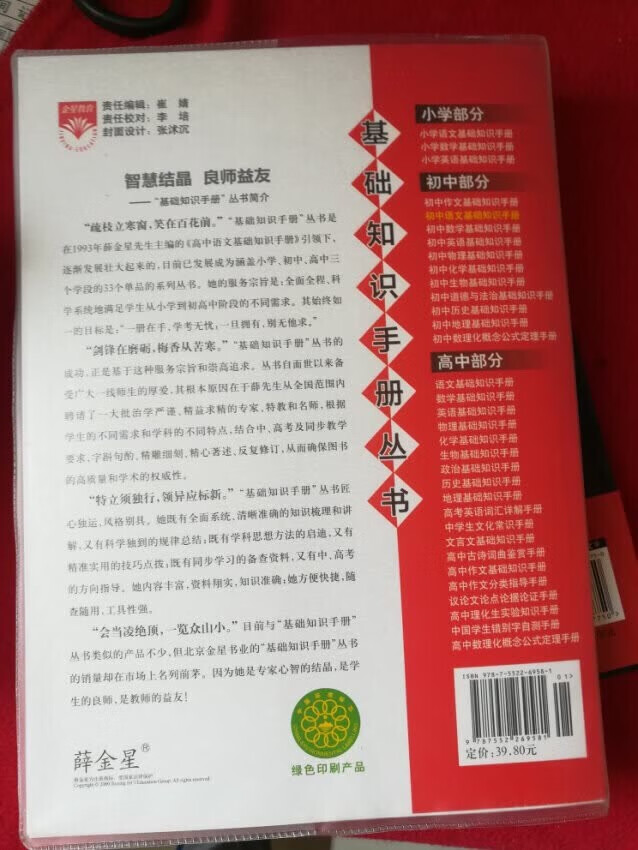 金星教育
JINXING·EDUCATION
责任编辑：崔 婧
责任校对：李 培
封面设计：张沫沉
智慧结晶 良师益友
——“基础知识手册”丛书简介
“疏枝立寒窗，笑在百花前。”“基础知识手册”丛书是
在1993年薛金星先生主编的《高中语文基础知识手册》引领下，
逐渐发展壮大起来的，目前已发展成为涵盖小学、初中、高中三
个学段的33个单品的系列丛书。她的服务宗旨是：全面全程、科
学系统地满足学生从小学到初高中阶段的不同需求。其始终如
一的目标是：“一册在手，学考无忧；一旦拥有，别无他求。”
“剑锋在磨砺，梅香从苦寒。”“基础知识手册”丛书的
成功，正是基于这种服务宗旨和崇高追求。丛书自面世以来备
受广大一线师生的厚爱，其根本原因在于薛先生从全国范围内
聘请了一大批治学严谨、精益求精的专家、特教和名师，根据
学生的不同需求和学科的不同特点，结合中、高考及同步教学
要求，字斟句酌，精雕细刻，精心著述，反复修订，从而确保图书
的高质量和学术的权威性。
“特立须独行，领异应标新。”“基础知识手册”丛书匠
心独运，风格别具。她既有全面系统、清晰准确的知识梳理和讲
解，又有科学独到的规律总结；既有学科思想方法的启迪，又有
精准实用的技巧点拨；既有同步学习的备查资料，又有中、高考
的方向指导。她内容丰富，资料翔实，知识准确；她方便快捷，随
查随用，工具性强。
“会当凌绝顶，一览众山小。”目前与“基础知识手册”
丛书类似的产品不少，但北京金星书业的“基础知识手册”丛书
的销量却在市场上名列前茅。因为她是专家心智的结晶，是学
生的良师，是教师的益友！
薛金星®
绿色印刷产品
基础知识手册丛书
小学部分
小学语文基础知识手册
小学数学基础知识手册
小学英语基础知识手册
初中部分
初中作文基础知识手册
初中语文基础知识手册
初中数学基础知识手册
初中英语基础知识手册
初中物理基础知识手册
初中化学基础知识手册
初中生物基础知识手册
初中道德与法治基础知识手册
初中历史基础知识手册
初中地理基础知识手册
初中数理化概念公式定理手册
高中部分
语文基础知识手册
数学基础知识手册
英语基础知识手册
物理基础知识手册
化学基础知识手册
生物基础知识手册
政治基础知识手册
历史基础知识手册
地理基础知识手册
高考英语词汇详解手册
中学生文化常识手册
文言文基础知识手册
高中古诗词曲鉴赏手册
高中作文基础知识手册
高中作文分类指导手册
议论文论点论据论证手册
高中理化生实验知识手册
中国学生错别字自测手册
高中数理化概念公式定理手册
ISBN 978-7-5522-6958-1
01>
9 787552 269581
定价：39.80元